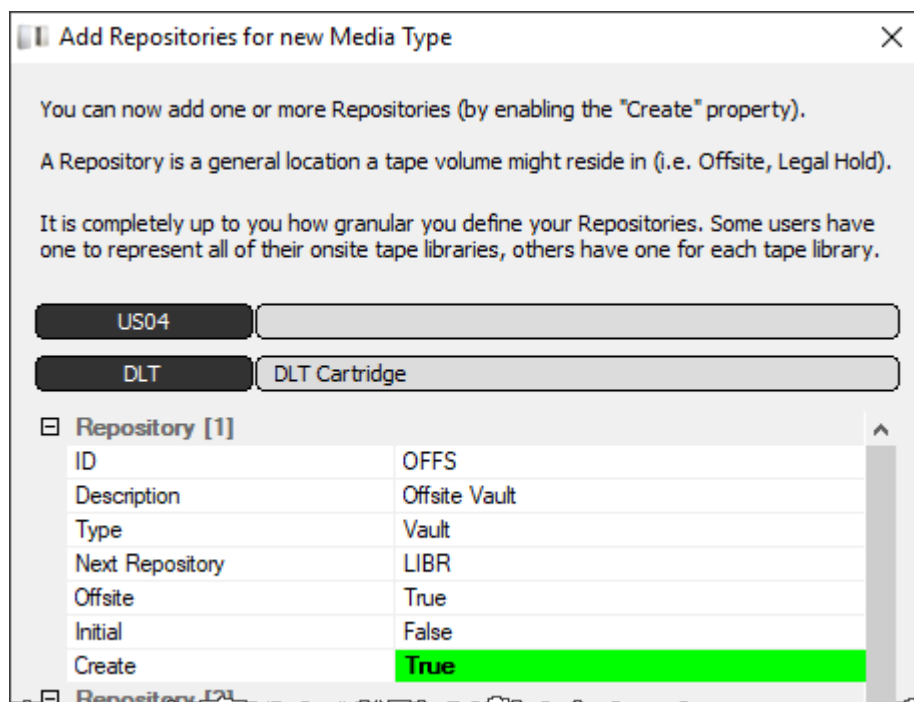 Add Repositories for new Media Type
You can now add one or more Repositories (by enabling the "Create" property).
A Repository is a general location a tape volume might reside in (i.e. Offsite, Legal Hold).
It is completely up to you how granular you define your Repositories. Some users have
one to represent all of their onsite tape libraries, others have one for each tape library.
US04
DLT DLT Cartridge
Repository [1]
ID OFFS
Description Offsite Vault
Type Vault
Next Repository LIBR
Offsite True
Initial False
Create True
Repository [2]